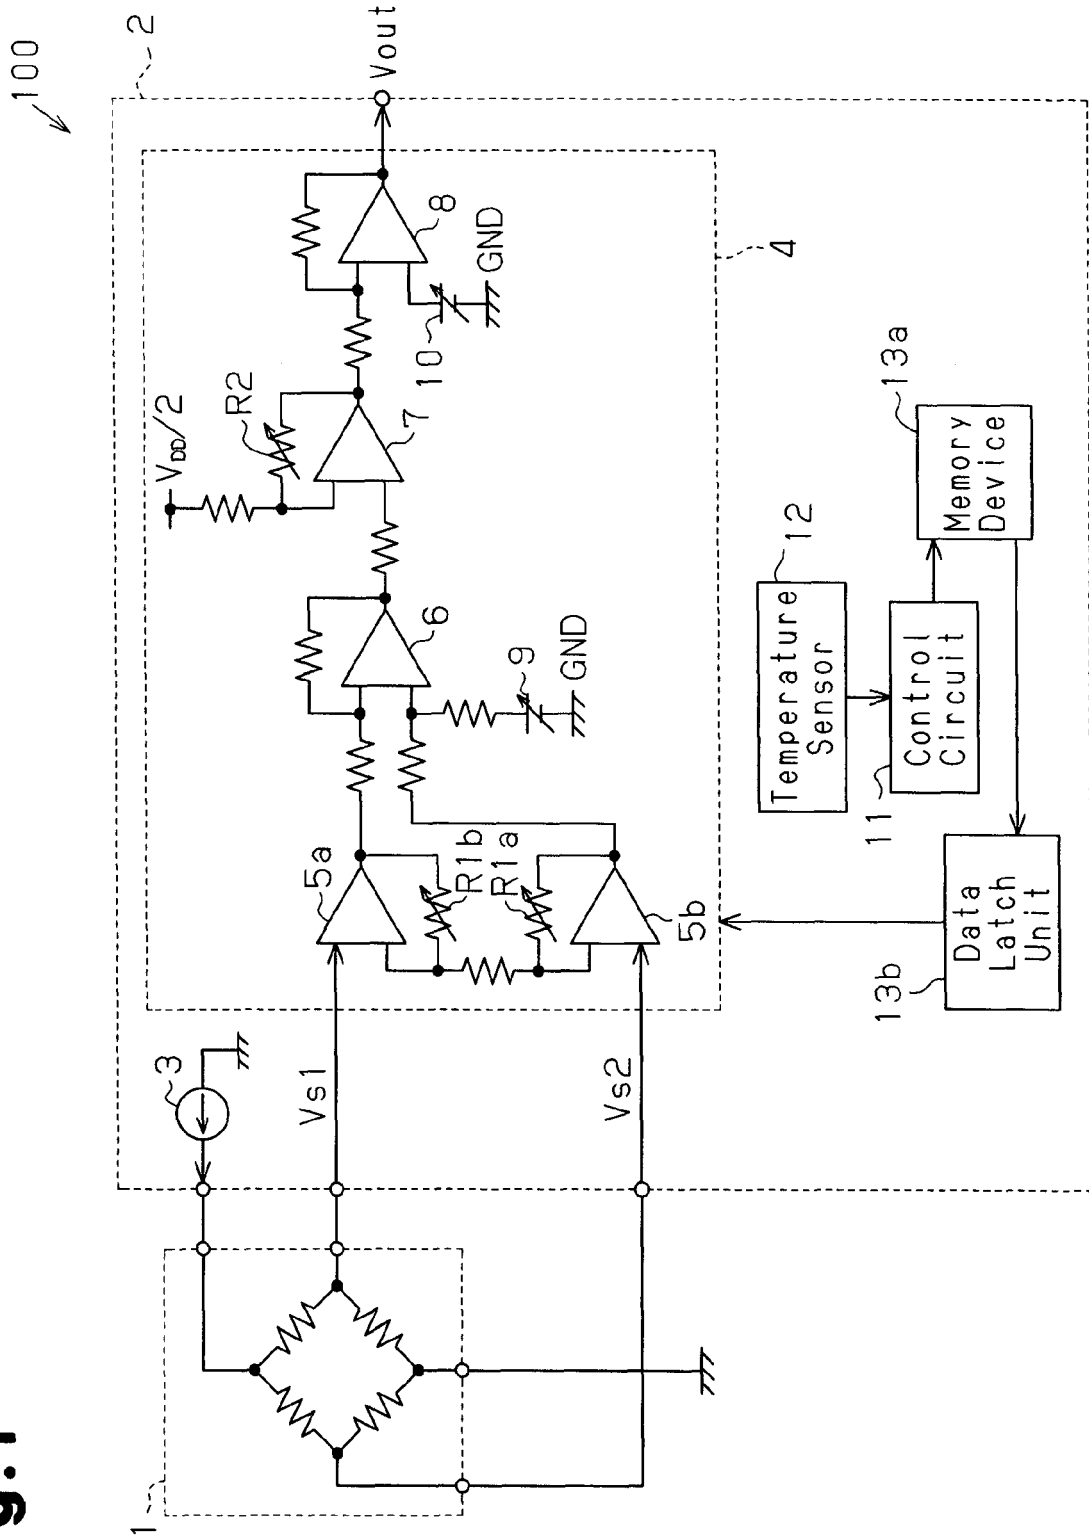 g.1
100
2
Vout
1
3
Vs1
Vs2
5a
5b
R1b
R1a
6
9
GND
VDD/2
R2
7
8
10
GND
4
Temperature
Sensor
12
Control
Circuit
11
Memory
Device
13a
Data
Latch
Unit
13b